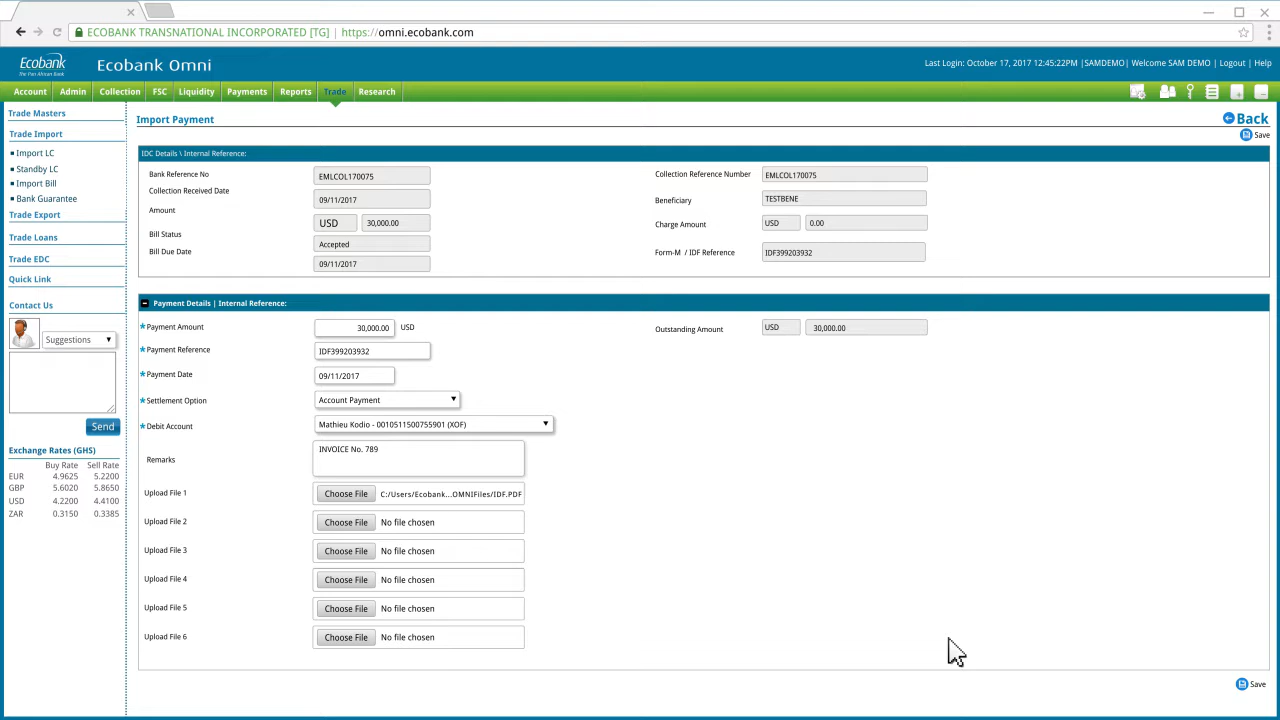 ECOBANK TRANSNATIONAL INCORPORATED [TG] | https://omni.ecobank.com
Ecobank
The Pan African Bank
Ecobank Omni
Last Login: October 17, 2017 12:45:22PM |SAMDEMO| Welcome SAM DEMO | Logout | Help
Account Admin Collection FSC Liquidity Payments Reports Trade Research
Trade Masters
Trade Import
Import LC
Standby LC
Import Bill
Bank Guarantee
Trade Export
Trade Loans
Trade EDC
Quick Link
Contact Us
Suggestions
Send
Exchange Rates (GHS)
Buy Rate Sell Rate
EUR 4.9625 5.2200
GBP 5.6020 5.8650
USD 4.2200 4.4100
ZAR 0.3150 0.3385
Import Payment
Back
Save
IDC Details \ Internal Reference:
Bank Reference No EMLCOL170075 Collection Reference Number EMLCOL170075
Collection Received Date 09/11/2017 Beneficiary TESTBENE
Amount USD 30,000.00 Charge Amount USD 0.00
Bill Status Accepted Form-M / IDF Reference IDF399203932
Bill Due Date 09/11/2017
Payment Details | Internal Reference:
*Payment Amount 30,000.00 USD Outstanding Amount USD 30,000.00
*Payment Reference IDF399203932
*Payment Date 09/11/2017
*Settlement Option Account Payment
*Debit Account Mathieu Kodio - 0010511500755901 (XOF)
Remarks INVOICE No. 789
Upload File 1 Choose File C:/Users/Ecobank...OMNIFiles/IDF.PDF
Upload File 2 Choose File No file chosen
Upload File 3 Choose File No file chosen
Upload File 4 Choose File No file chosen
Upload File 5 Choose File No file chosen
Upload File 6 Choose File No file chosen
Save